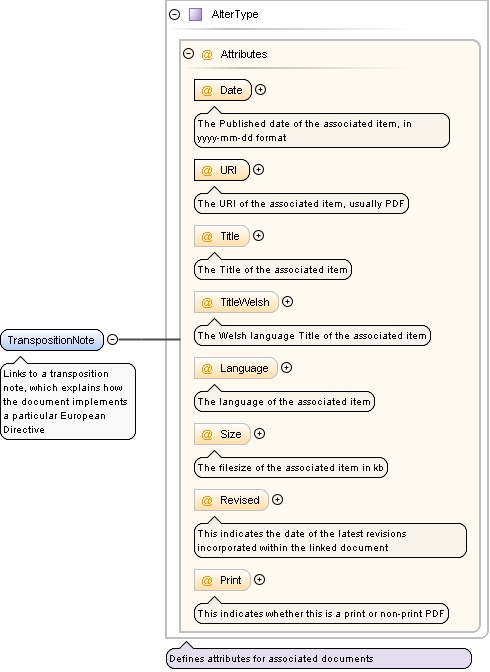 AlterType
@ Attributes
@ Date
The Published date of the associated item, in
yyyy-mm-dd format
@ URI
The URI of the associated item, usually PDF
@ Title
The Title of the associated item
@ TitleWelsh
The Welsh language Title of the associated item
@ Language
The language of the associated item
@ Size
The filesize of the associated item in kb
@ Revised
This indicates the date of the latest revisions
incorporated within the linked document
@ Print
This indicates whether this is a print or non-print PDF
TranspositionNote
Links to a transposition
note, which explains how
the document implements
a particular European
Directive
Defines attributes for associated documents